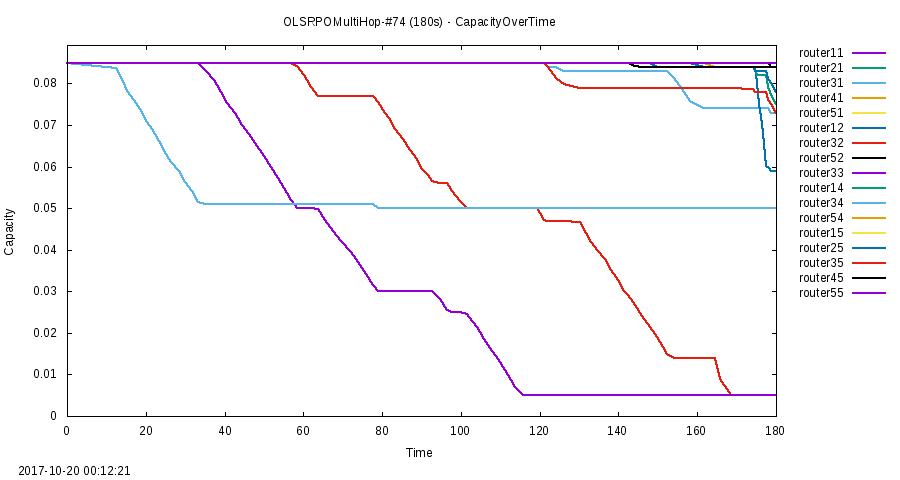 OLSRPPOMultiHop-#74 (180s) - CapacityOverTime
router11
router21
router31
router41
router51
router12
router32
router52
router33
router14
router34
router54
router15
router25
router35
router45
router55
0.08
0.07
0.06
0.05
0.04
0.03
0.02
0.01
0
Capacity
0 20 40 60 80 100 120 140 160 180
Time
2017-10-20 00:12:21